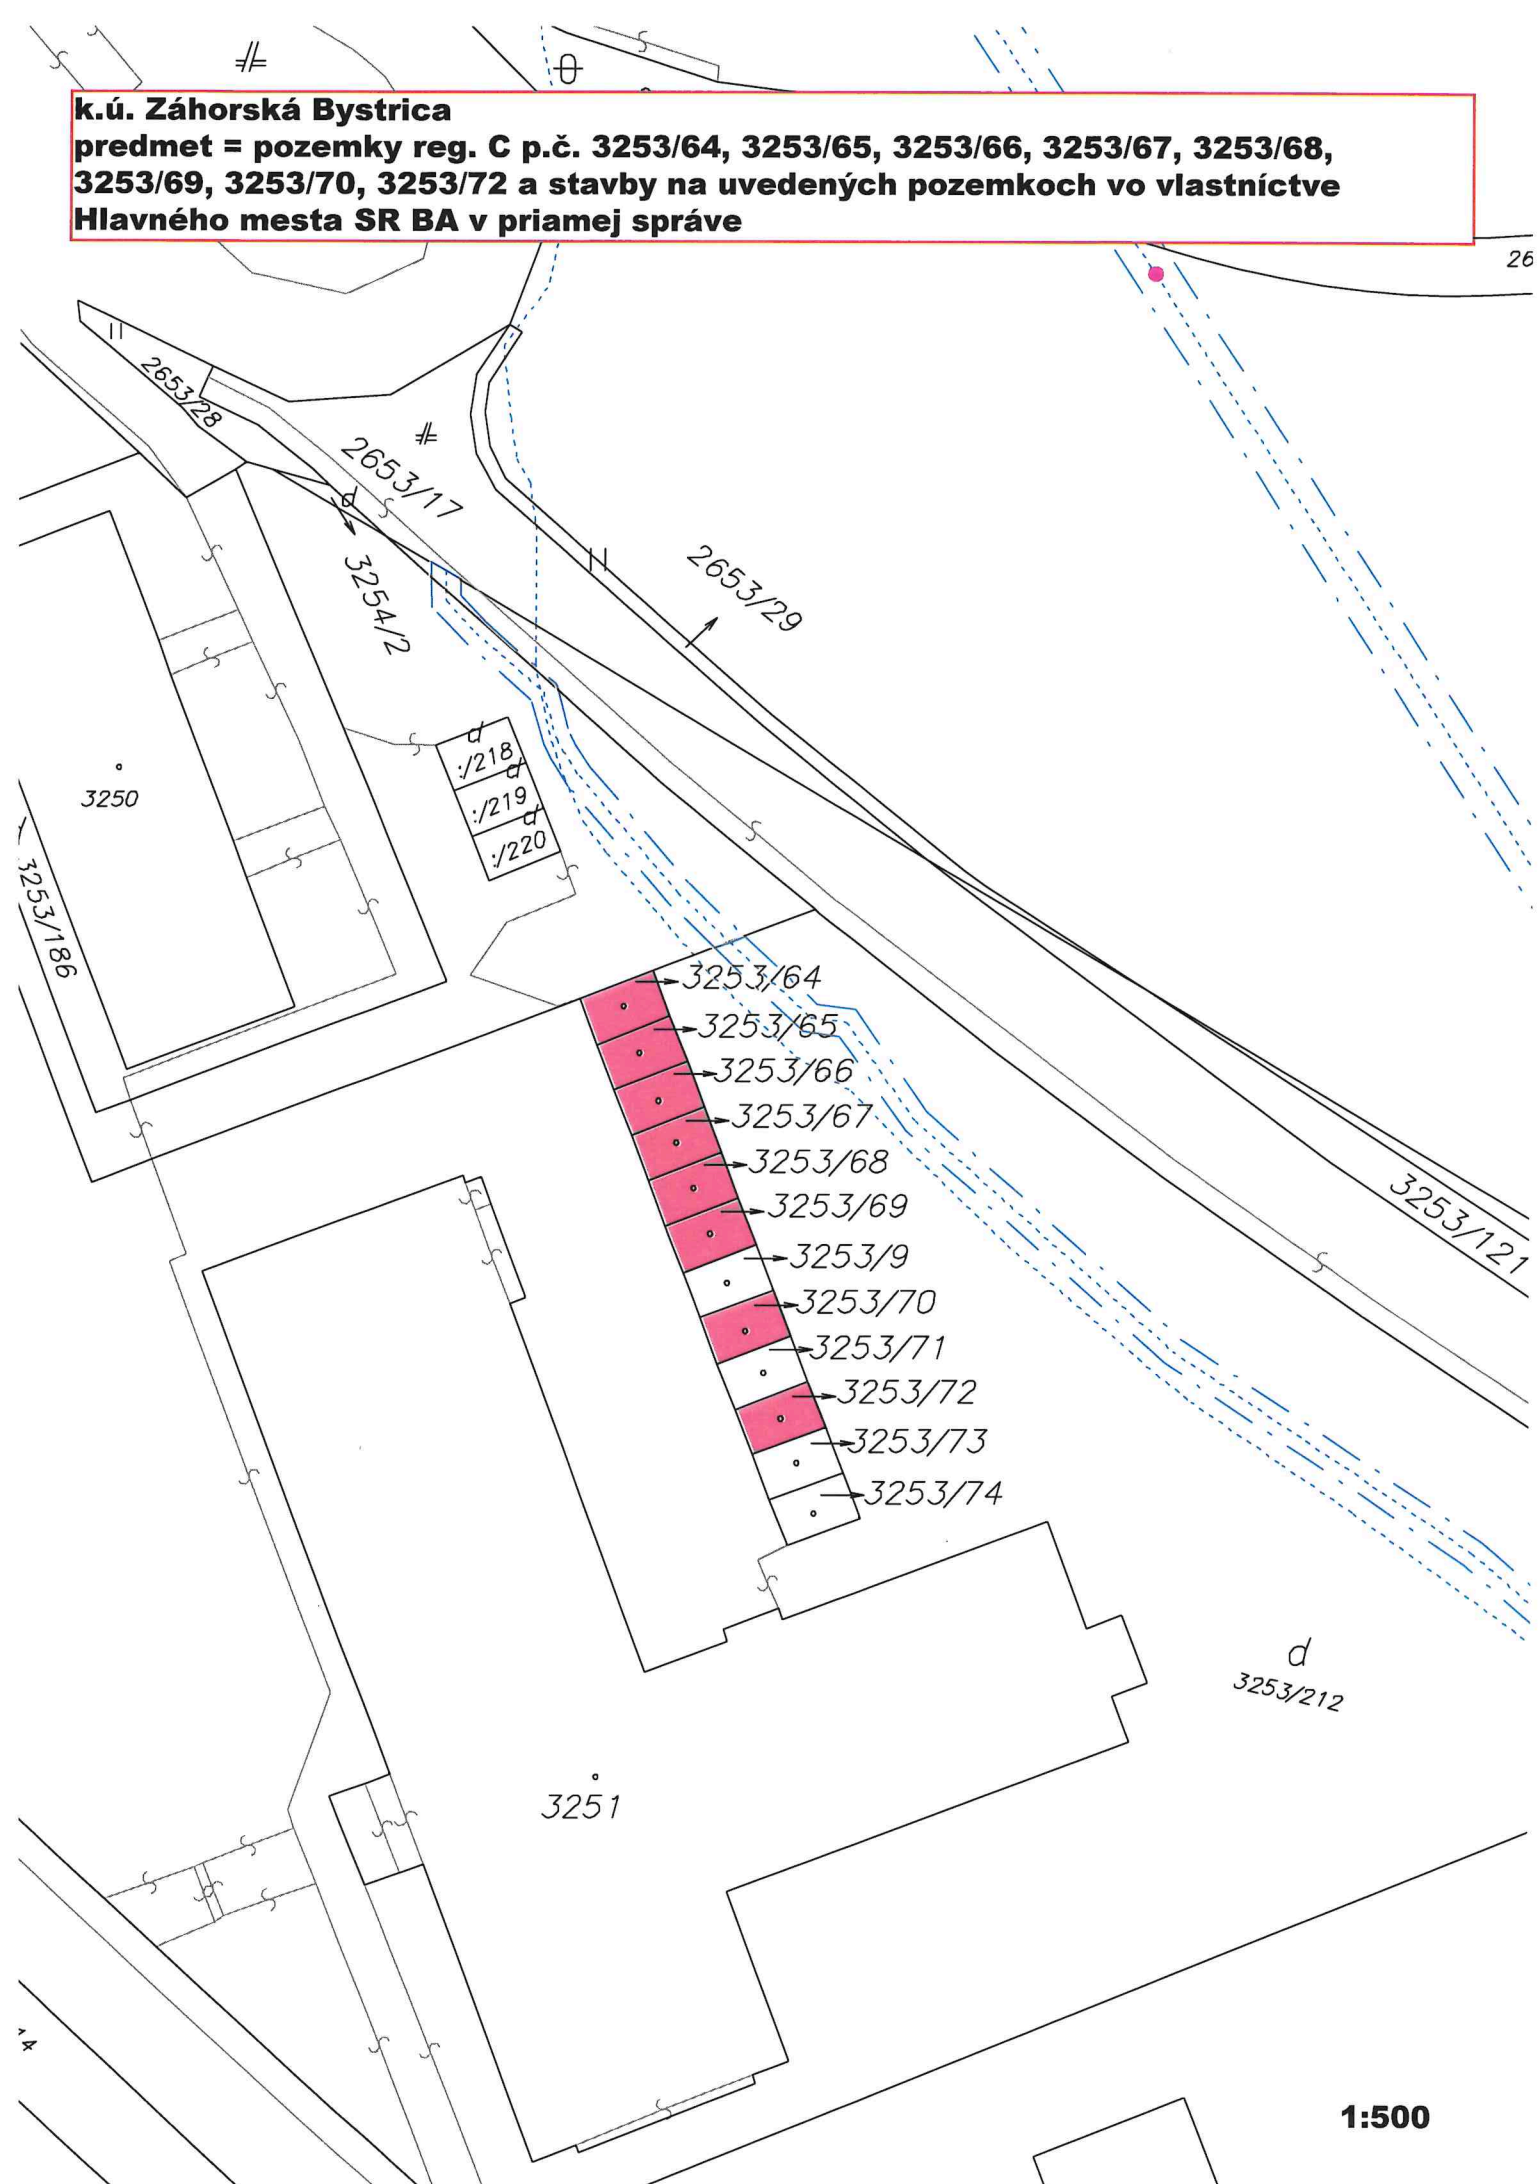 k.ú. Záhorská Bystrica
predmet = pozemky reg. C p.č. 3253/64, 3253/65, 3253/66, 3253/67, 3253/68,
3253/69, 3253/70, 3253/72 a stavby na uvedených pozemkoch vo vlastníctve
Hlavného mesta SR BA v priamej správe
26
2653/28
2653/17
d
3254/2
2653/29
d
:/218
d
:/219
d
:/220
3250
3253/186
3253/64
3253/65
3253/66
3253/67
3253/68
3253/69
3253/9
3253/70
3253/71
3253/72
3253/73
3253/74
3253/121
d
3253/212
3251
1:500